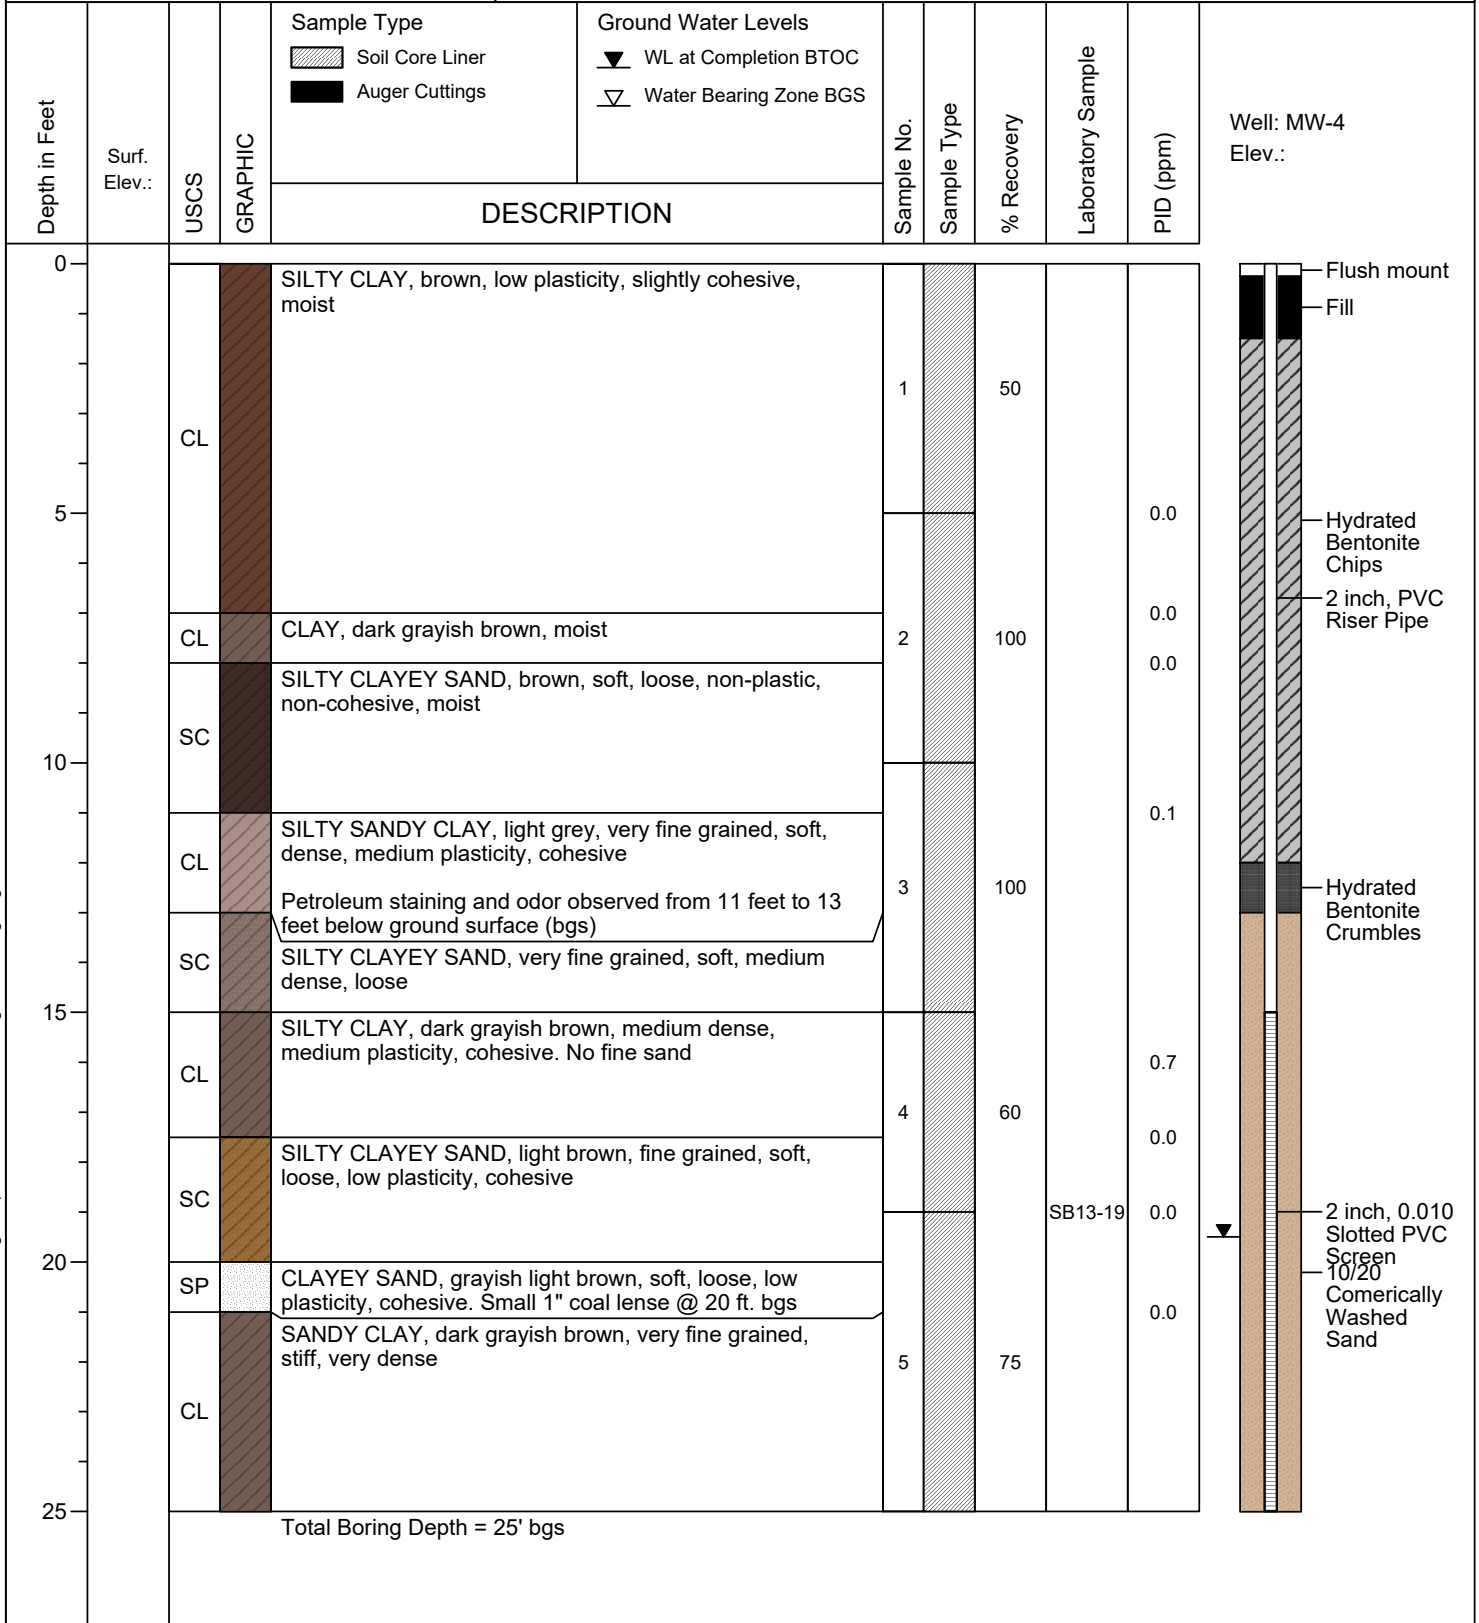 Sample Type
Soil Core Liner
Auger Cuttings
Ground Water Levels
WL at Completion BTOC
Water Bearing Zone BGS
Depth in Feet
Surf.
Elev.:
USCS
GRAPHIC
DESCRIPTION
Sample No.
Sample Type
% Recovery
Laboratory Sample
PID (ppm)
Well: MW-4
Elev.:
0
5
10
15
20
25
CL
CL
SC
CL
SC
CL
SC
SP
CL
SILTY CLAY, brown, low plasticity, slightly cohesive,
moist
CLAY, dark grayish brown, moist
SILTY CLAYEY SAND, brown, soft, loose, non-plastic,
non-cohesive, moist
SILTY SANDY CLAY, light grey, very fine grained, soft,
dense, medium plasticity, cohesive
Petroleum staining and odor observed from 11 feet to 13
feet below ground surface (bgs)
SILTY CLAYEY SAND, very fine grained, soft, medium
dense, loose
SILTY CLAY, dark grayish brown, medium dense,
medium plasticity, cohesive. No fine sand
SILTY CLAYEY SAND, light brown, fine grained, soft,
loose, low plasticity, cohesive
CLAYEY SAND, grayish light brown, soft, loose, low
plasticity, cohesive. Small 1" coal lense @ 20 ft. bgs
SANDY CLAY, dark grayish brown, very fine grained,
stiff, very dense
Total Boring Depth = 25' bgs
1
2
3
4
5
50
100
100
60
75
SB13-19
0.0
0.0
0.0
0.1
0.7
0.0
0.0
0.0
Flush mount
Fill
Hydrated
Bentonite
Chips
2 inch, PVC
Riser Pipe
Hydrated
Bentonite
Crumbles
2 inch, 0.010
Slotted PVC
Screen
10/20
Comerically
Washed
Sand